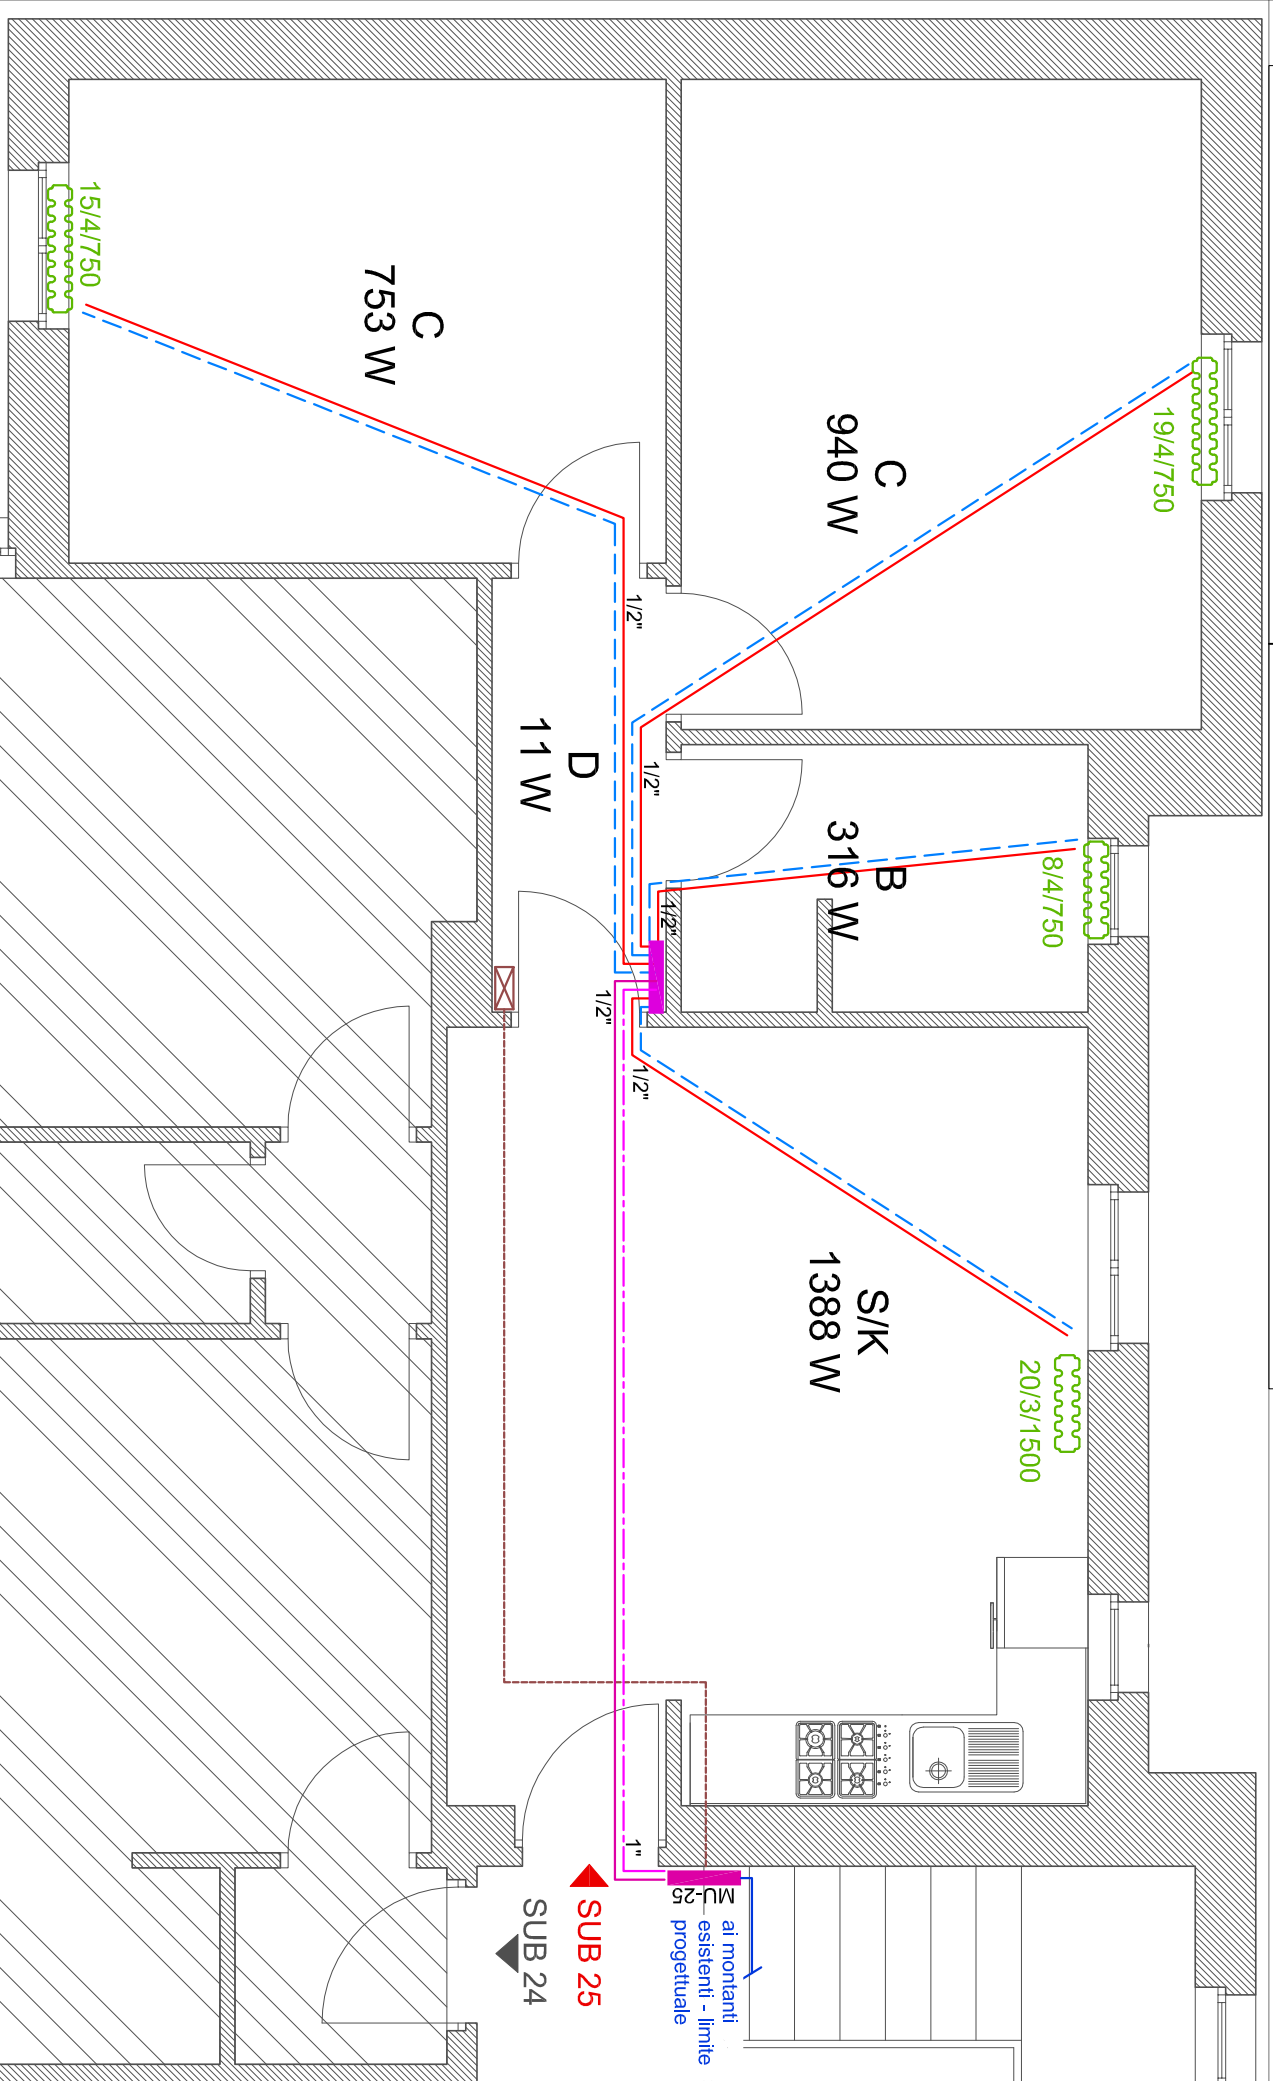 15/4/750
C
753 W
C
940 W
19/4/750
1/2"
1/2"
D
11 W
B
316 W
8/4/750
1/2"
1/2"
1/2"
S/K
1388 W
20/3/1500
1"
MU-25
ai montanti
esistenti - limite
progettuale
SUB 25
SUB 24